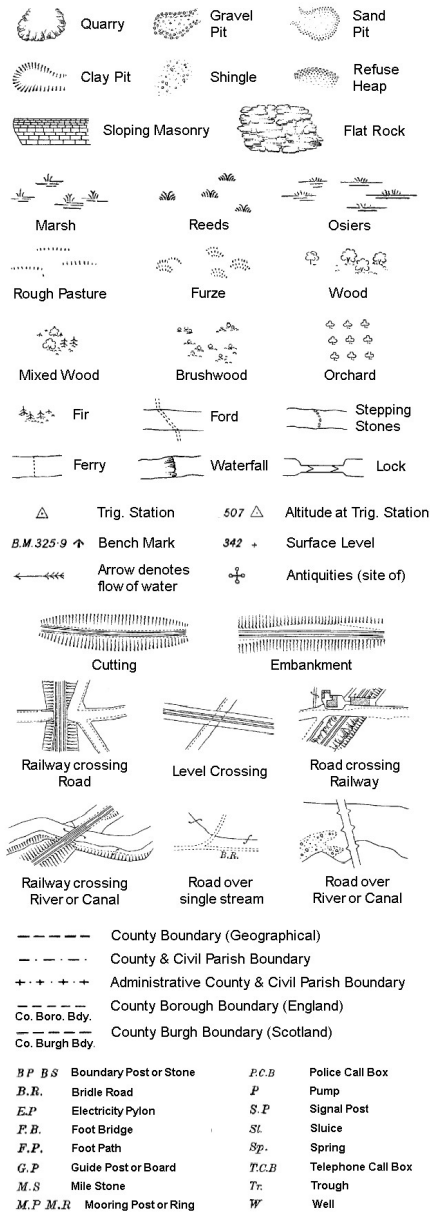 Quarry Gravel Pit Sand Pit
Clay Pit Shingle Refuse Heap
Sloping Masonry Flat Rock
Marsh Reeds Osiers
Rough Pasture Furze Wood
Mixed Wood Brushwood Orchard
Fir Ford Stepping Stones
Ferry Waterfall Lock
Trig. Station 507 Altitude at Trig. Station
B.M. 325·9 Bench Mark 342 + Surface Level
Arrow denotes flow of water Antiquities (site of)
Cutting Embankment
Railway crossing Road Level Crossing Road crossing Railway
B.R.
Railway crossing River or Canal Road over single stream Road over River or Canal
County Boundary (Geographical)
County & Civil Parish Boundary
Administrative County & Civil Parish Boundary
County Borough Boundary (England)
Co. Boro. Bdy.
County Burgh Boundary (Scotland)
Co. Burgh Bdy.
B P B S Boundary Post or Stone P.C.B Police Call Box
B.R. Bridle Road P Pump
E.P Electricity Pylon S.P Signal Post
F.B. Foot Bridge Sl. Sluice
F.P. Foot Path Sp. Spring
G.P Guide Post or Board T.C.B Telephone Call Box
M.S Mile Stone Tr. Trough
M.P M.R Mooring Post or Ring W Well